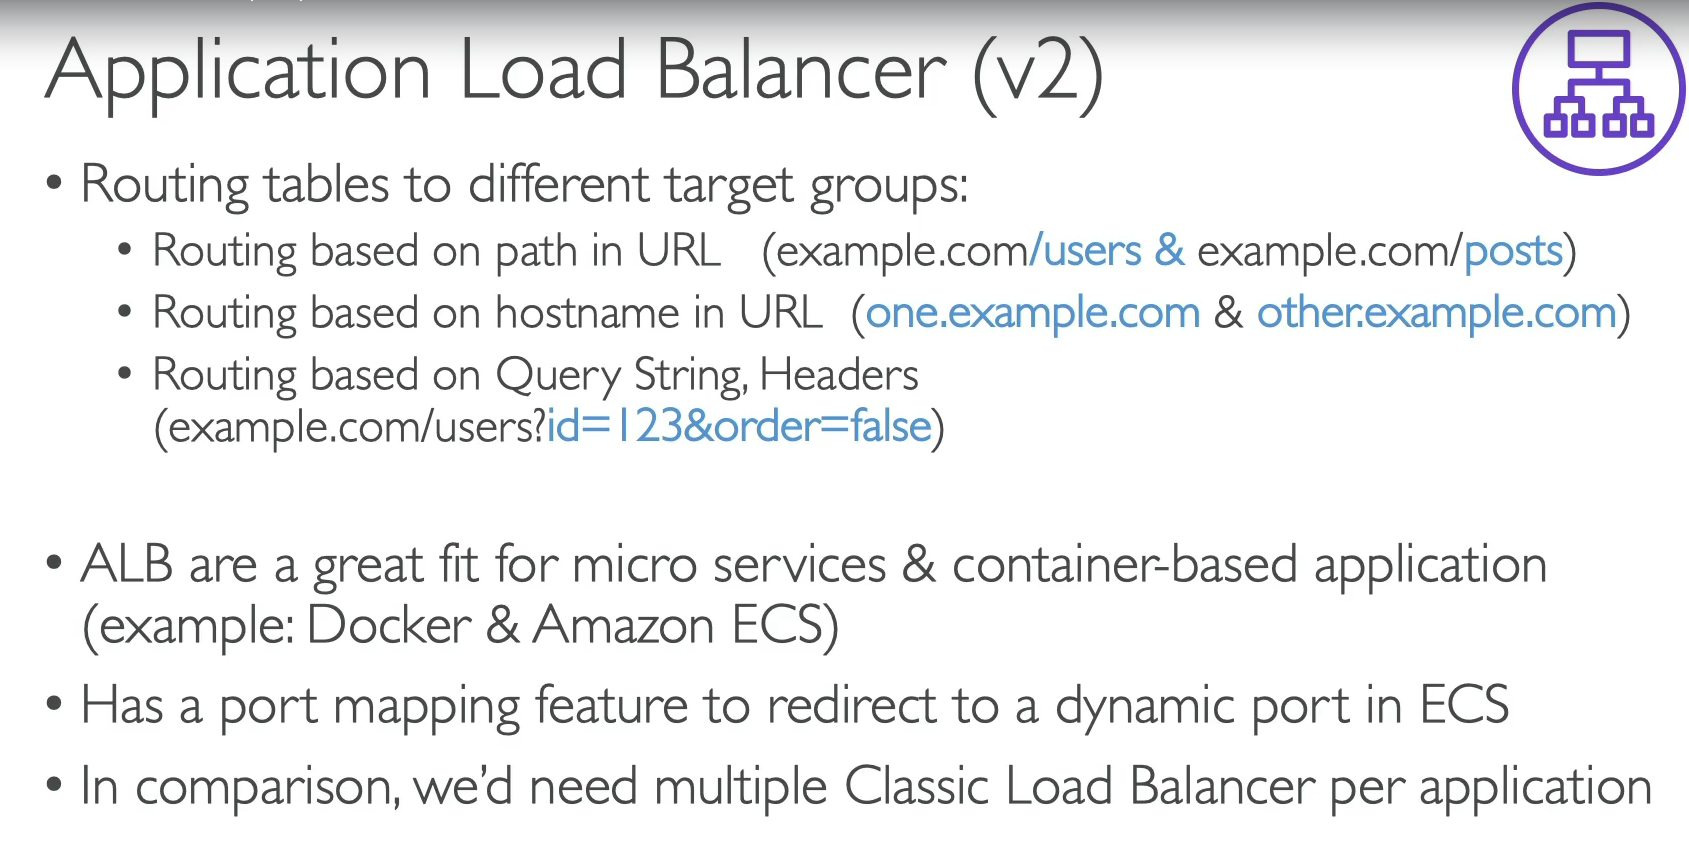 Application Load Balancer (v2)
• Routing tables to different target groups:
• Routing based on path in URL (example.com/users & example.com/posts)
• Routing based on hostname in URL (one.example.com & other.example.com)
• Routing based on Query String, Headers
(example.com/users?id=123&order=false)
• ALB are a great fit for micro services & container-based application
(example: Docker & Amazon ECS)
• Has a port mapping feature to redirect to a dynamic port in ECS
• In comparison, we'd need multiple Classic Load Balancer per application